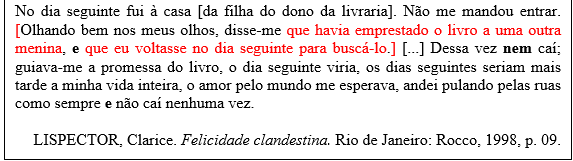 No dia seguinte fui à casa [da filha do dono da livraria]. Não me mandou entrar.
[Olhando bem nos meus olhos, disse-me que havia emprestado o livro a uma outra
menina, e que eu voltasse no dia seguinte para buscá-lo.] [...] Dessa vez nem caí;
guiava-me a promessa do livro, o dia seguinte viria, os dias seguintes seriam mais
tarde a minha vida inteira, o amor pelo mundo me esperava, andei pulando pelas ruas
como sempre e não caí nenhuma vez.
LISPECTOR, Clarice. Felicidade clandestina. Rio de Janeiro: Rocco, 1998, p. 09.